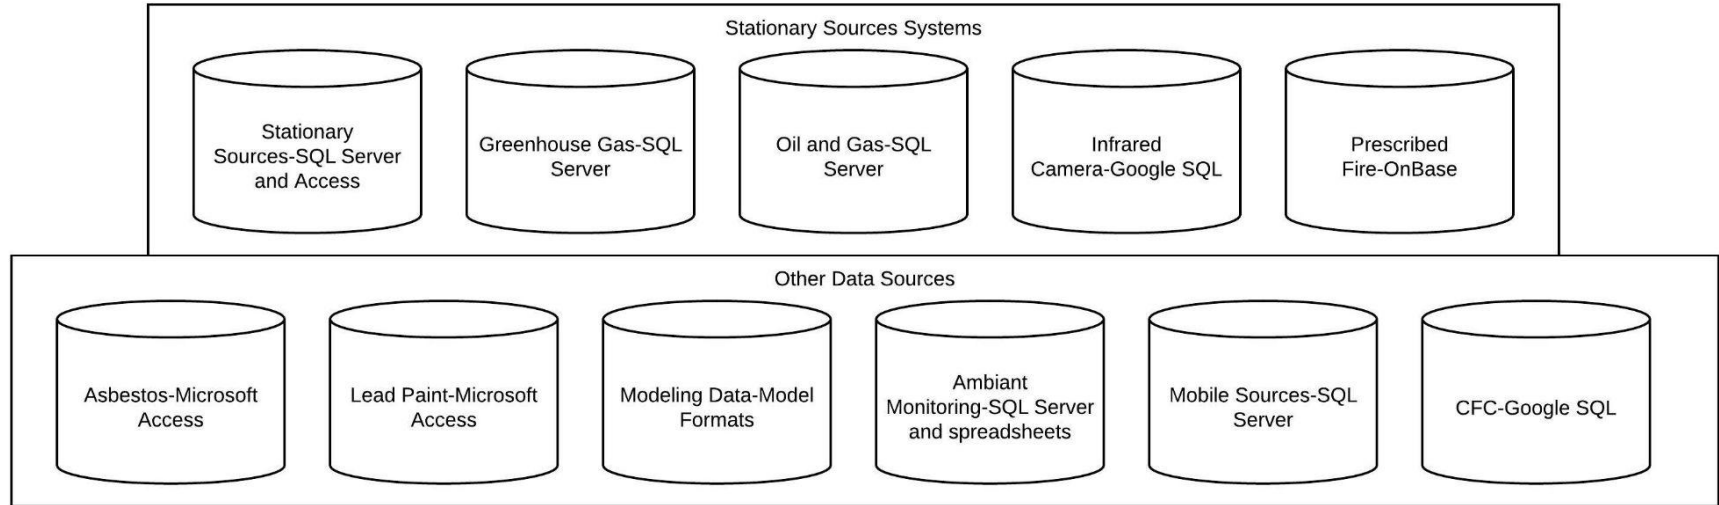 Stationary Sources Systems
Stationary
Sources-SQL Server
and Access
Greenhouse Gas-SQL
Server
Oil and Gas-SQL
Server
Infrared
Camera-Google SQL
Prescribed
Fire-OnBase
Other Data Sources
Asbestos-Microsoft
Access
Lead Paint-Microsoft
Access
Modeling Data-Model
Formats
Ambiant
Monitoring-SQL Server
and spreadsheets
Mobile Sources-SQL
Server
CFC-Google SQL